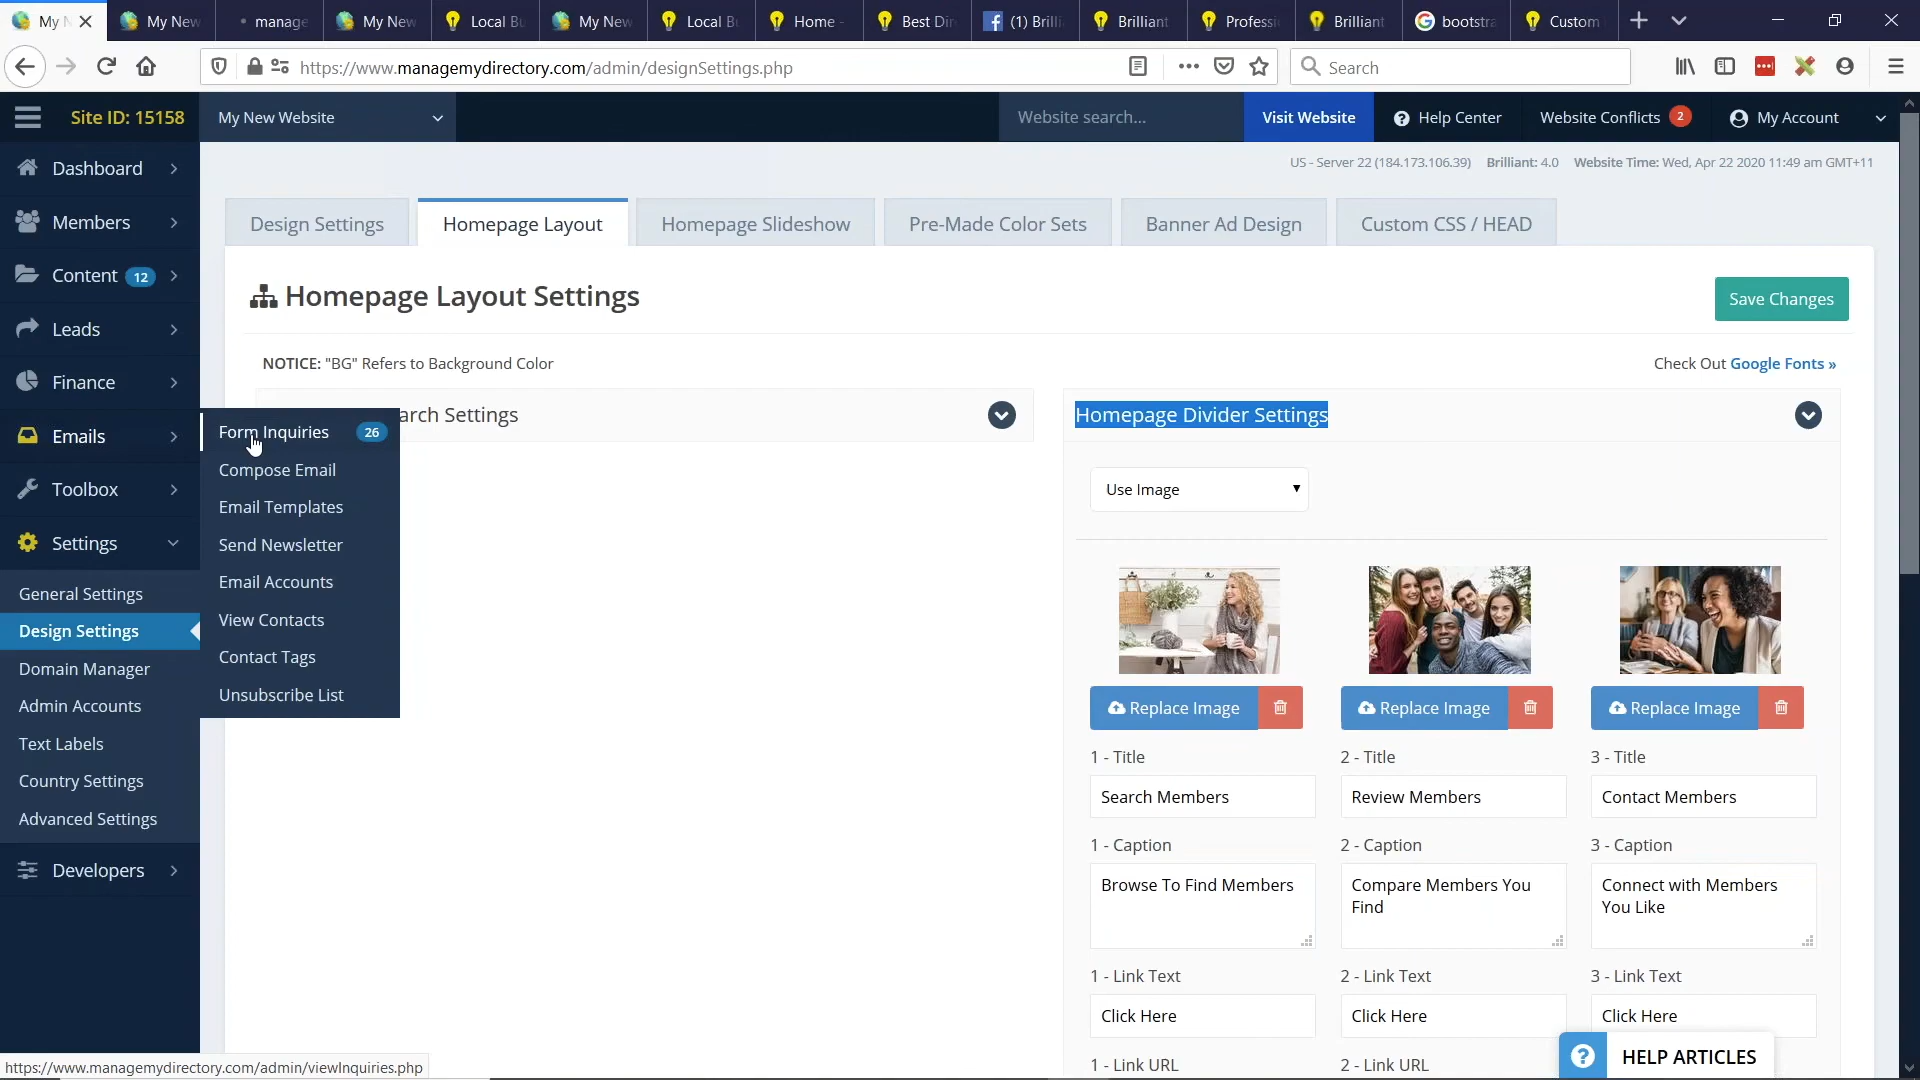 My N
My New
manage
My New
Local Bu
My New
Local Bu
Home -
Best Dir
(1) Brilli
Brilliant
Professi
Brilliant
bootstra
Custom
https://www.managemydirectory.com/admin/designSettings.php
Search
Site ID: 15158
My New Website
Website search...
Visit Website
Help Center
Website Conflicts 2
My Account
US - Server 22 (184.173.106.39) Brilliant: 4.0 Website Time: Wed, Apr 22 2020 11:49 am GMT+11
Dashboard
Members
Content 12
Leads
Finance
Emails
Toolbox
Settings
General Settings
Design Settings
Domain Manager
Admin Accounts
Text Labels
Country Settings
Advanced Settings
Developers
Form Inquiries 26
Compose Email
Email Templates
Send Newsletter
Email Accounts
View Contacts
Contact Tags
Unsubscribe List
Design Settings
Homepage Layout
Homepage Slideshow
Pre-Made Color Sets
Banner Ad Design
Custom CSS / HEAD
Homepage Layout Settings
Save Changes
NOTICE: "BG" Refers to Background Color
Check Out Google Fonts »
arch Settings
Homepage Divider Settings
Use Image
Replace Image
Replace Image
Replace Image
1 - Title
2 - Title
3 - Title
Search Members
Review Members
Contact Members
1 - Caption
2 - Caption
3 - Caption
Browse To Find Members
Compare Members You
Find
Connect with Members
You Like
1 - Link Text
2 - Link Text
3 - Link Text
Click Here
Click Here
Click Here
1 - Link URL
2 - Link URL
? HELP ARTICLES
https://www.managemydirectory.com/admin/viewInquiries.php